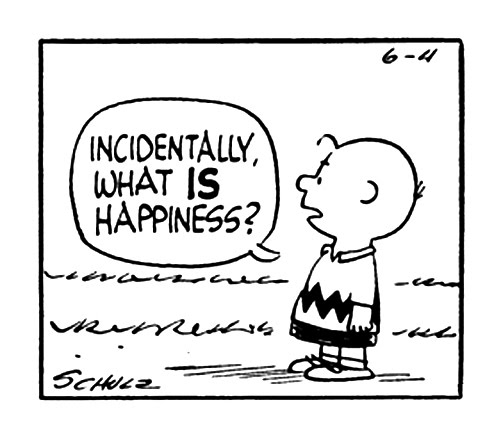 6-4
INCIDENTALLY,
WHAT IS
HAPPINESS?
SCHULZ